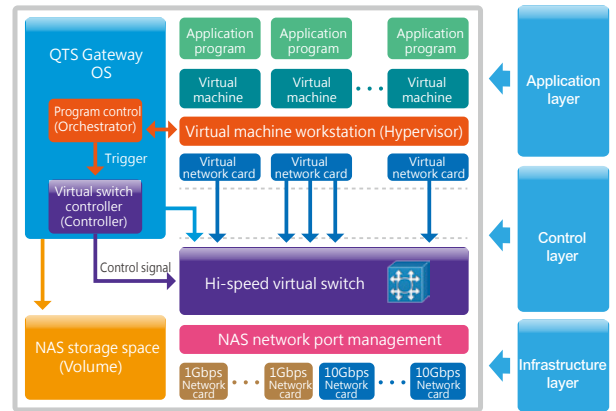 QTS Gateway
OS
Program control
(Orchestrator)
Trigger
Virtual switch
controller
(Controller)
Control signal
NAS storage space
(Volume)
Application
program
Application
program
Application
program
Virtual
machine
Virtual
machine
Virtual
machine
Virtual machine workstation (Hypervisor)
Virtual
network card
Virtual
network card
Virtual
network card
Hi-speed virtual switch
NAS network port management
1Gbps
Network
card
1Gbps
Network
card
10Gbps
Network
card
10Gbps
Network
card
Application
layer
Control
layer
Infrastructure
layer